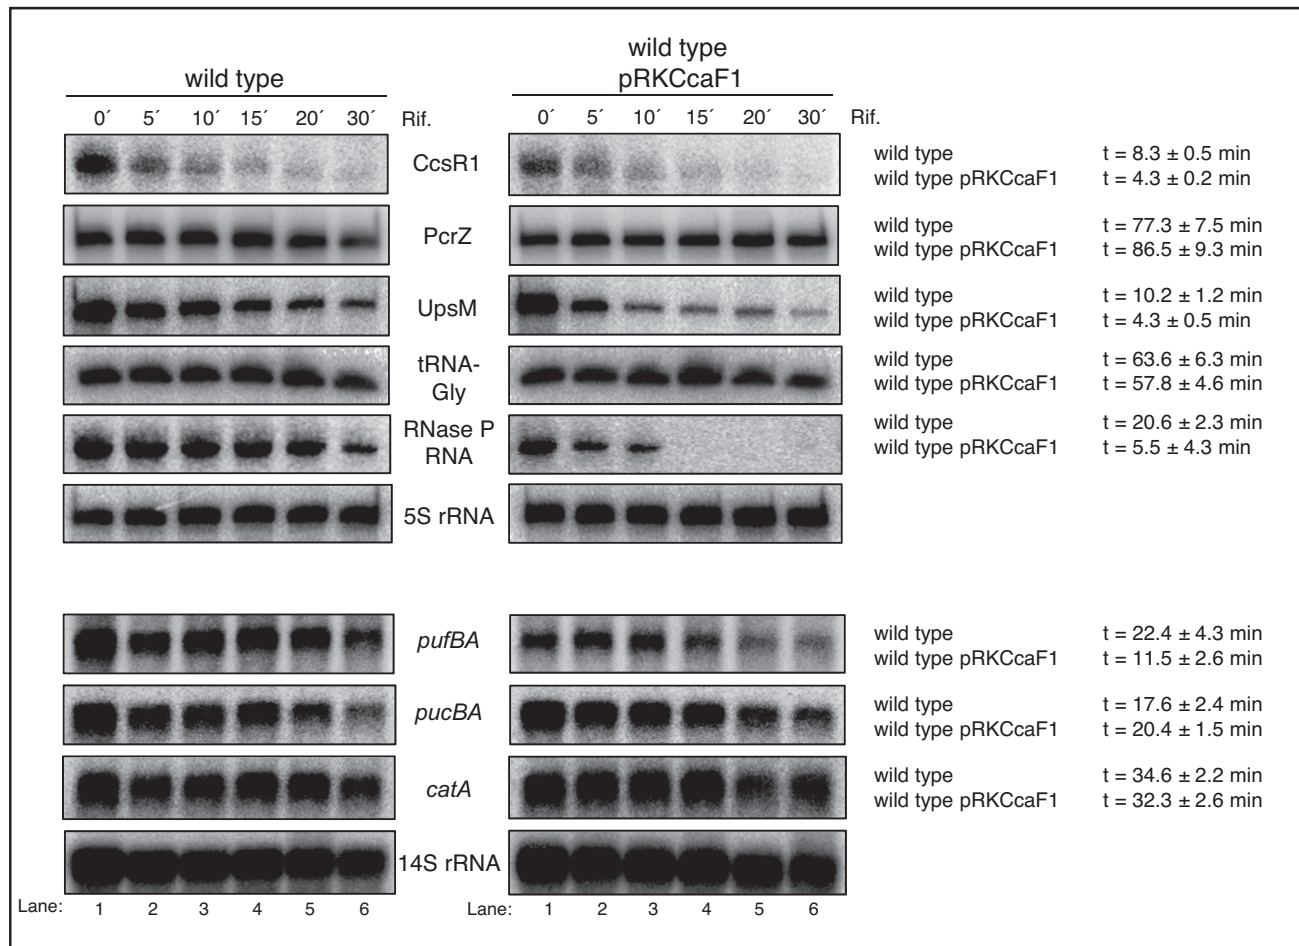 wild type
wild type
pRKCcaF1
0´ 5´ 10´ 15´ 20´ 30´ Rif.
0´ 5´ 10´ 15´ 20´ 30´ Rif.
CcsR1
wild type t = 8.3 ± 0.5 min
wild type pRKCcaF1 t = 4.3 ± 0.2 min
PcrZ
wild type t = 77.3 ± 7.5 min
wild type pRKCcaF1 t = 86.5 ± 9.3 min
UpsM
wild type t = 10.2 ± 1.2 min
wild type pRKCcaF1 t = 4.3 ± 0.5 min
tRNA-
Gly
wild type t = 63.6 ± 6.3 min
wild type pRKCcaF1 t = 57.8 ± 4.6 min
RNase P
RNA
wild type t = 20.6 ± 2.3 min
wild type pRKCcaF1 t = 5.5 ± 4.3 min
5S rRNA
pufBA
wild type t = 22.4 ± 4.3 min
wild type pRKCcaF1 t = 11.5 ± 2.6 min
pucBA
wild type t = 17.6 ± 2.4 min
wild type pRKCcaF1 t = 20.4 ± 1.5 min
catA
wild type t = 34.6 ± 2.2 min
wild type pRKCcaF1 t = 32.3 ± 2.6 min
14S rRNA
Lane: 1 2 3 4 5 6
Lane: 1 2 3 4 5 6